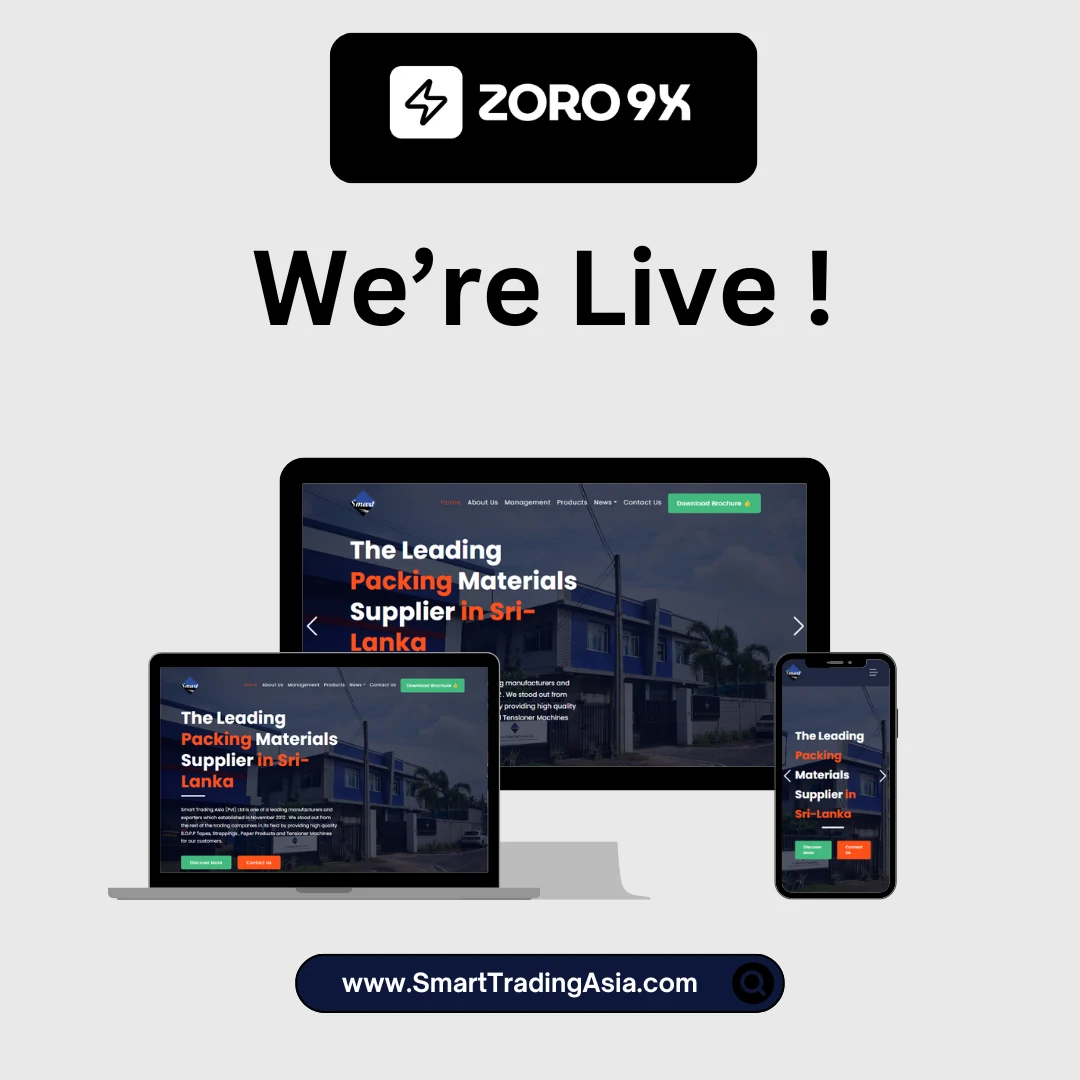 ZORO 9X
We’re Live !
Smart
Home About Us Management Products News Contact Us Download Brochure 👍
The Leading
Packing Materials
Supplier in Sri-
Lanka
g manufacturers and
. We stood out from
y providing high quality
Tensioner Machines
Smart
Home About Us Management Products News Contact Us Download Brochure 👍
The Leading
Packing Materials
Supplier in Sri-
Lanka
Smart Trading Asia (Pvt) Ltd is one of a leading manufacturers and
exporters which established in November 2012 . We stood out from
the rest of the trading companies in its field by providing high quality
B.O.P.P Tapes, Strappings , Paper Products and Tensioner Machines
for our customers.
Discover More Contact Us
Smart
The Leading
Packing
Materials
Supplier in
Sri-Lanka
Discover
More
Contact
Us
www.SmartTradingAsia.com